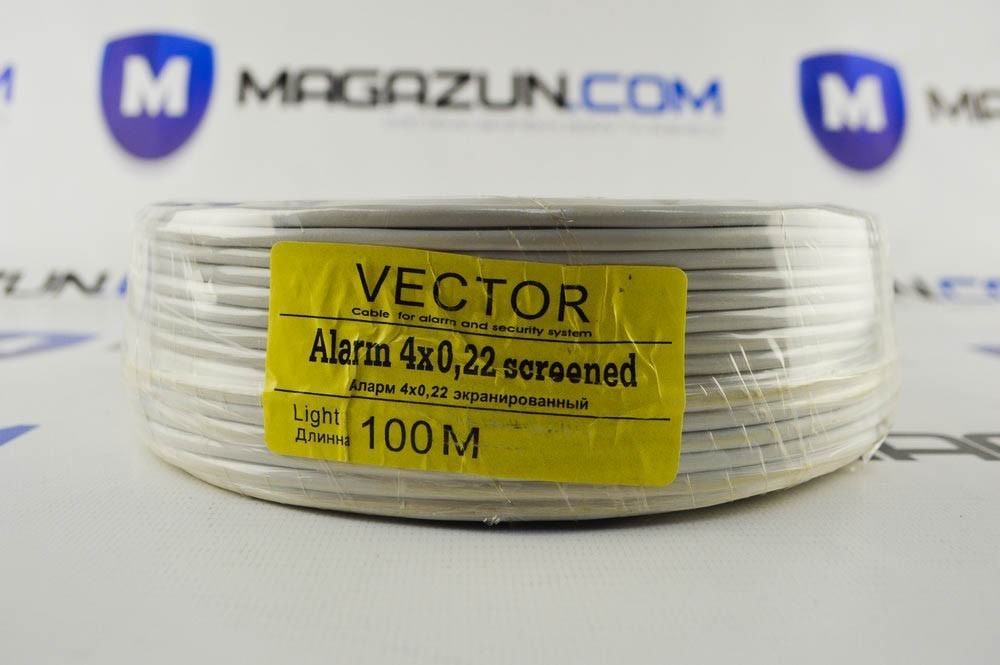 M MAGAZUN.COM M
VECTOR
Cable for alarm and security system
Alarm 4x0,22 screened
Аларм 4х0,22 экранированный
Light
Длинна 100 М